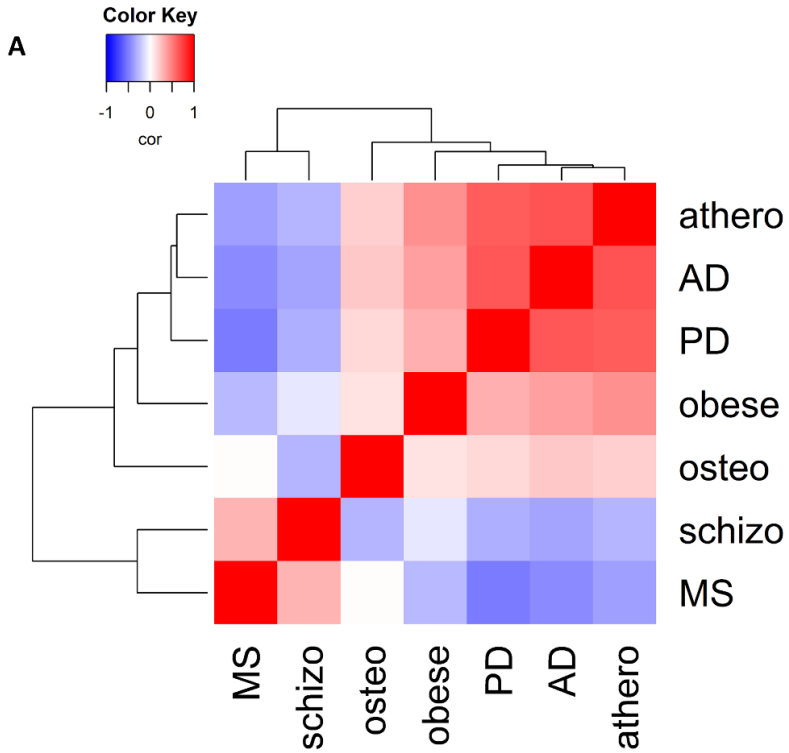 Color Key
A
-1 0 1
cor
athero
AD
PD
obese
osteo
schizo
MS
MS schizo osteo obese PD AD athero